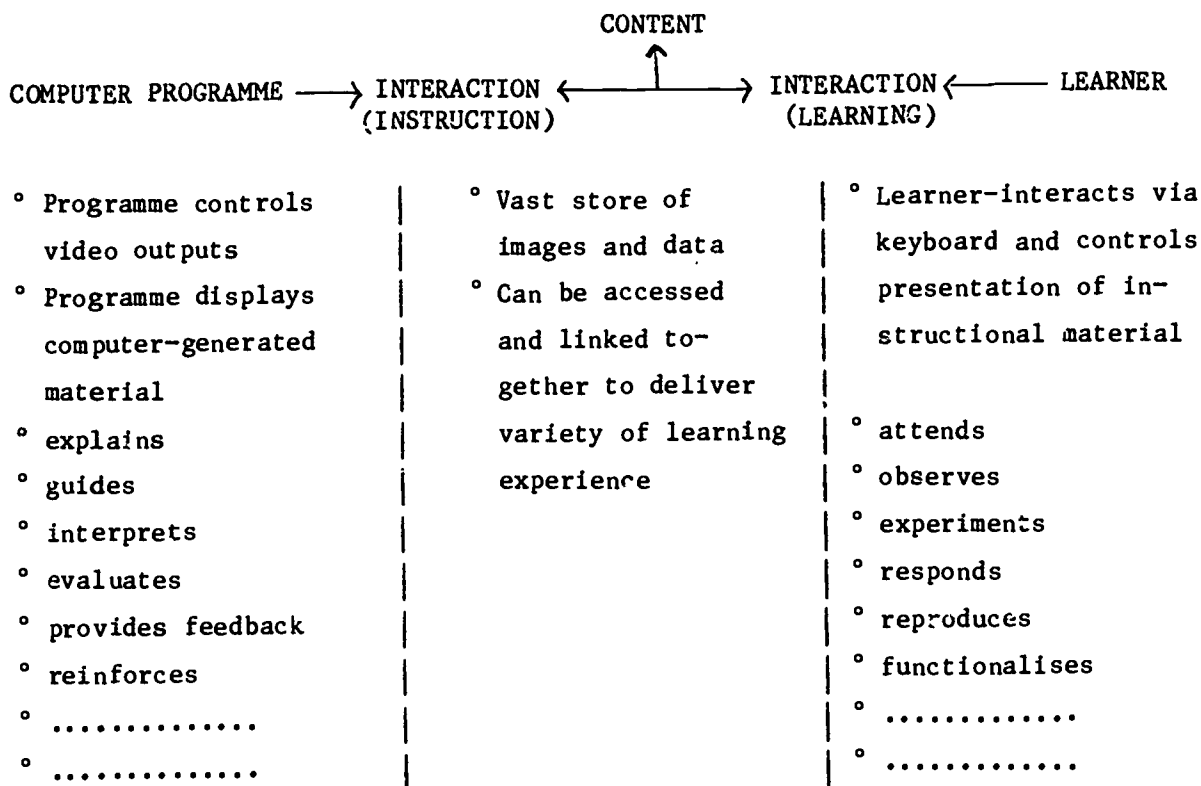 CONTENT
COMPUTER PROGRAMME INTERACTION INTERACTION LEARNER
(INSTRUCTION) (LEARNING)
° Programme controls
video outputs
° Programme displays
computer-generated
material
° explains
° guides
° interprets
° evaluates
° provides feedback
° reinforces
° ..............
° ..............
° Vast store of
images and data
° Can be accessed
and linked to-
gether to deliver
variety of learning
experience
° Learner-interacts via
keyboard and controls
presentation of in-
structional material
° attends
° observes
° experiments
° responds
° reproduces
° functionalises
° .............
° .............